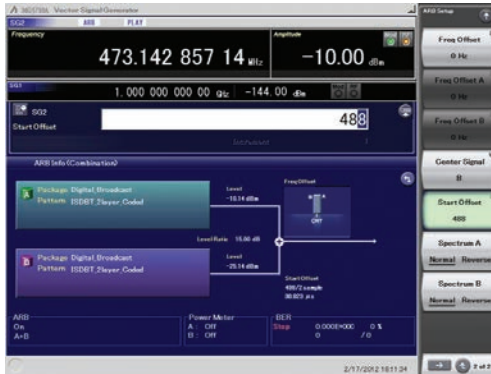 MG3710A Vector Signal Generator
SG2 ARB PLAY
Frequency
473.142 857 14 MHz
Amplitude
-10.00 dBm
SG1
1. 000 000 000 00 GHz -144. 00 dBm
SG2
Start Offset
488
ARB Info(Combination)
A Package Digital_Broadcast
Pattern ISDBT_2layer_Coded
Level
-10.14 dBm
Freq Offset
Level Ratio 15.00 dB
B Package Digital_Broadcast
Pattern ISDBT_2layer_Coded
Level
-25.14 dBm
Start Offset
488/2 sample
ARB
On
A+B
Power Meter
A : Off
B : Off
BER
Stop 0.000E+000 0 %
0 / 0
2/17/2012 18:11:34
ARB Setup
Freq Offset
0 Hz
Freq Offset A
0 Hz
Freq Offset B
0 Hz
Center Signal
B
Start Offset
488
Spectrum A
Normal Reverse
Spectrum B
Normal Reverse
2 of 2